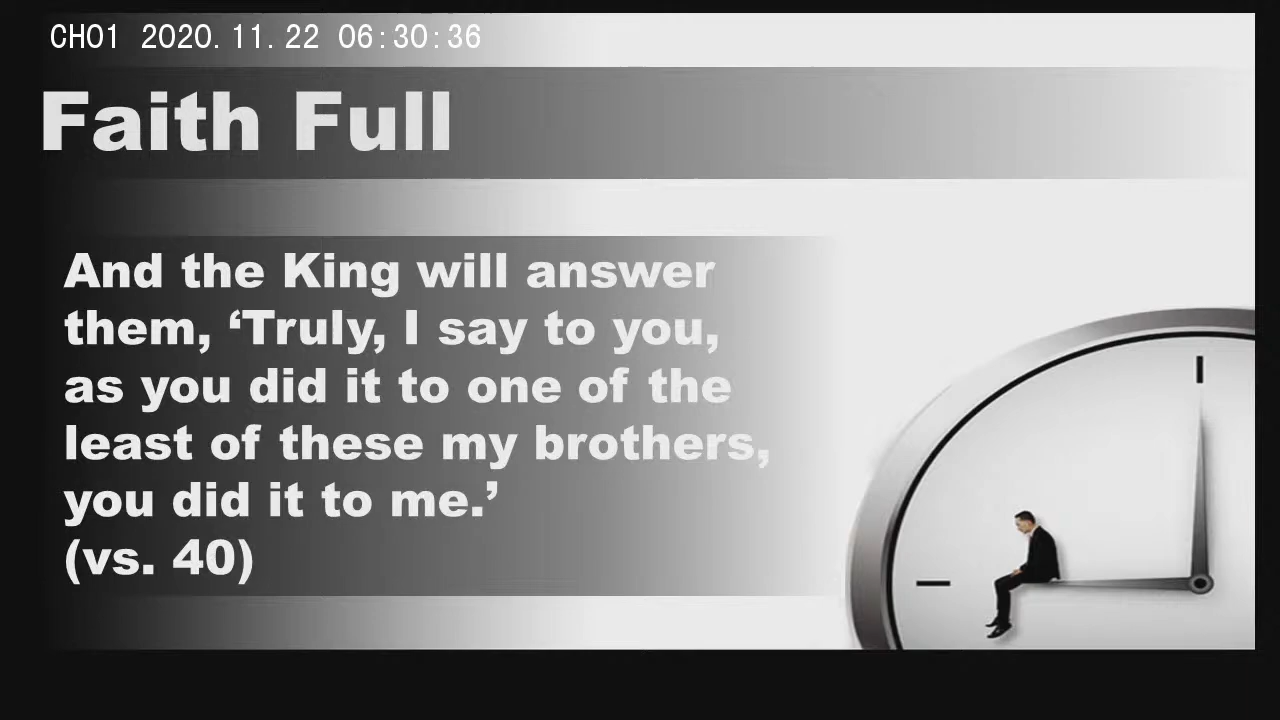 CH01 2020.11.22 06:30:36
Faith Full
And the King will answer
them, ‘Truly, I say to you,
as you did it to one of the
least of these my brothers,
you did it to me.’
(vs. 40)